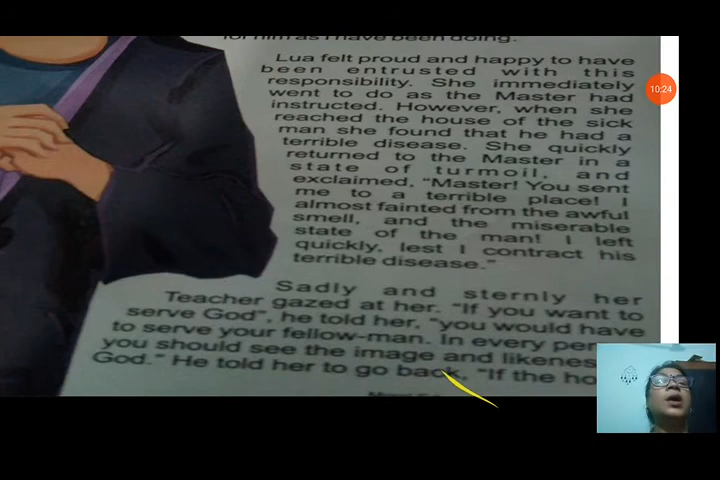 for him as I have been doing.
Lua felt proud and happy to have
been entrusted with this
responsibility. She immediately
went to do as the Master had
instructed. However, when she
reached the house of the sick
man she found that he had a
terrible disease. She quickly
returned to the Master in a
state of turmoil, and
exclaimed, “Master! You sent
me to a terrible place! I
almost fainted from the awful
smell, and the miserable
state of the man! I left
quickly, lest I contract his
terrible disease.”
Sadly and sternly her
Teacher gazed at her. “If you want to
serve God”, he told her, “you would have
to serve your fellow-man. In every
you should see the image and likeness
God.” He told her to go back. “If the
10:24